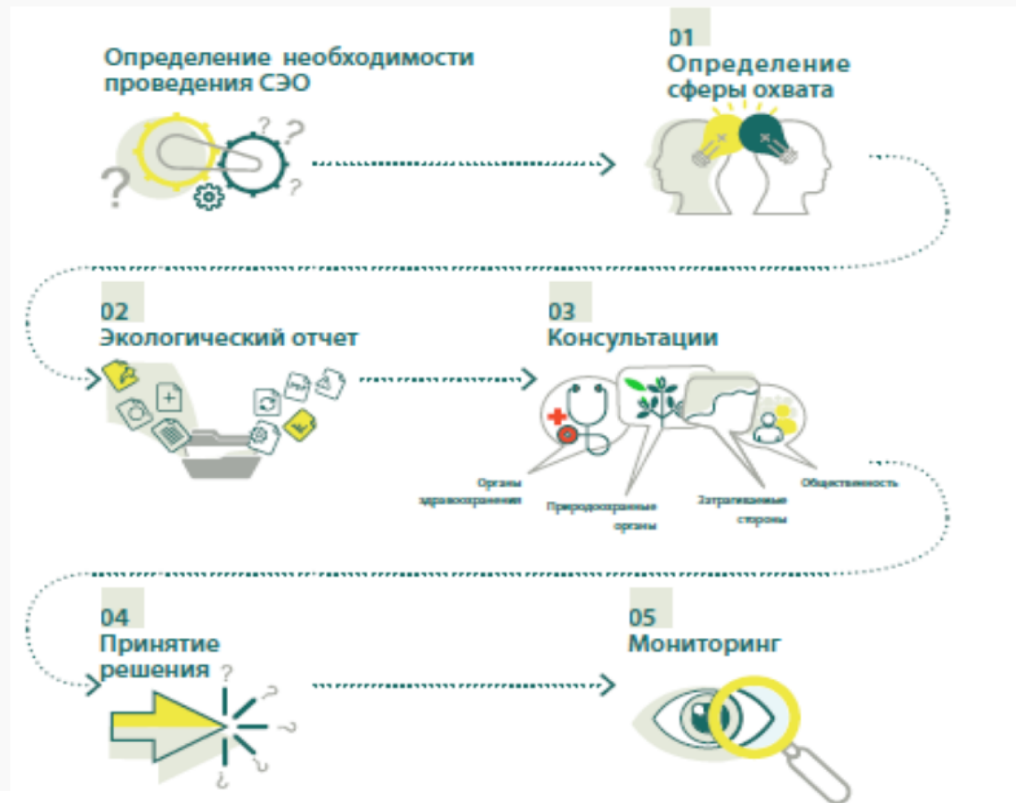 Определение необходимости
проведения СЭО
01
Определение
сферы охвата
02
Экологический отчет
03
Консультации
Органы
здравоохранения
Природоохранные
органы
Затрагиваемые
стороны
Общественность
04
Принятие
решения
05
Мониторинг